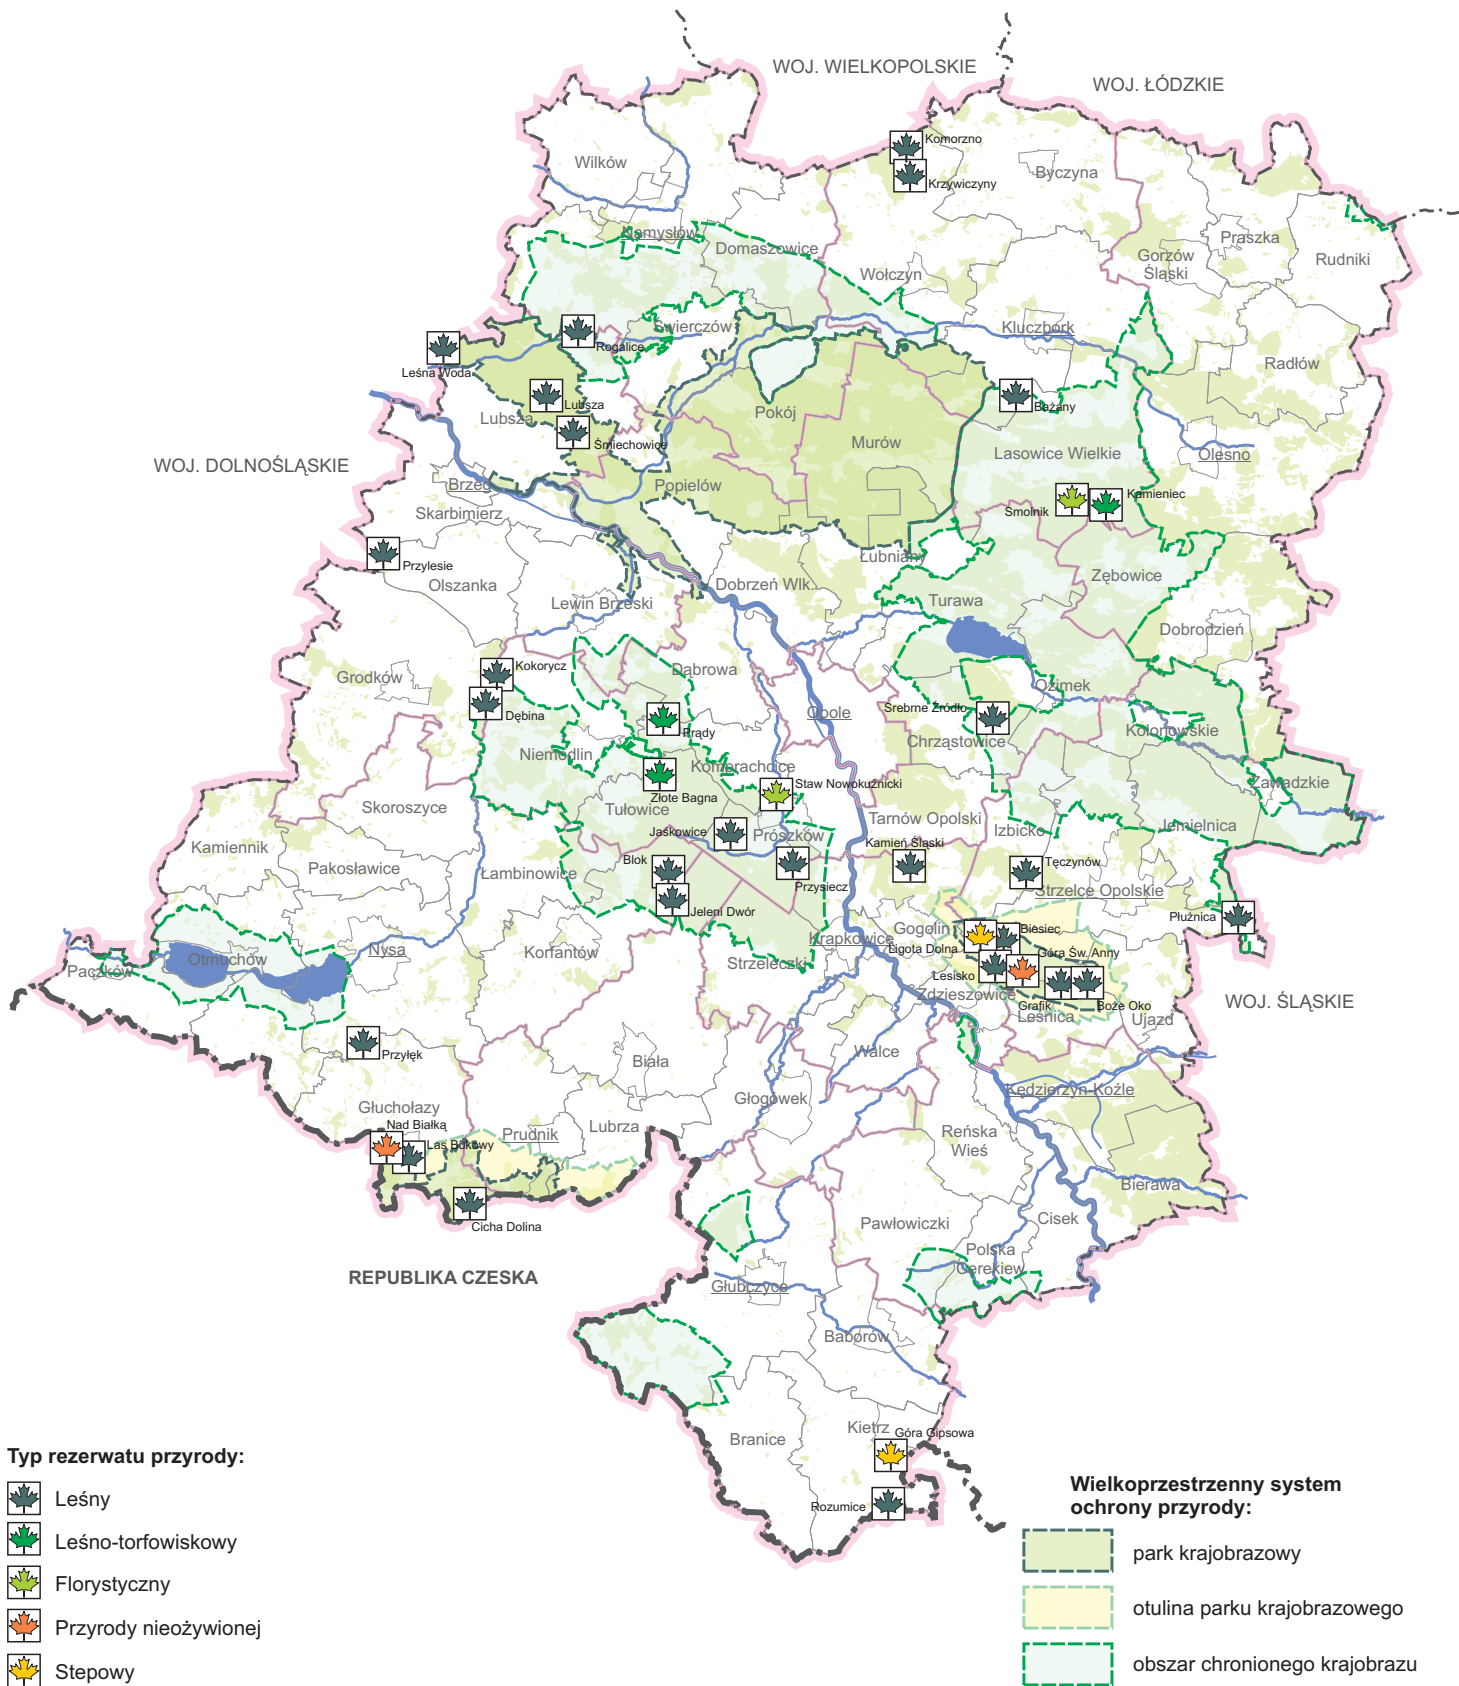 WOJ. WIELKOPOLSKIE
WOJ. ŁÓDZKIE
Komorzno
Wilków
Byczyna
Krzywiczyny
Namysłów
Domaszowice
Praszka
Rudniki
Gorzów
Śląski
Wołczyn
Świerczów
Kluczbork
Rogalice
Radłów
Leśna Woda
Lubsza
Lubsza
Pokój
Bażany
Śmiechowice
Murów
Lasowice Wielkie
Olesno
WOJ. DOLNOŚLĄSKIE
Brzeg
Popielów
Kamieniec
Smolnik
Skarbimierz
Przylesie
Olszanka
Łubniany
Zębowice
Dobrzeń Wlk.
Lewin Brzeski
Turawa
Dobrodzień
Kokorycz
Dąbrowa
Grodków
Ozimek
Dębina
Opole
Srebrne Źródło
Prądy
Chrząstowice
Kolonowskie
Niemodlin
Komprachcice
Staw Nowokuźnicki
Zawadzkie
Złote Bagna
Skoroszyce
Tułowice
Tarnów Opolski
Jemielnica
Jaśkowice
Prószków
Izbicko
Kamień Śląski
Kamiennik
Blok
Tęczynów
Pakosławice
Łambinowice
Przysiecz
Strzelce Opolskie
Jeleni Dwór
Płużnica
Gogolin
Biesiec
Krapkowice
Ligota Dolna
Nysa
Korfantów
Góra Św. Anny
Otmuchów
Strzeleczki
Paczków
Lesisko
Zdzieszowice
Grafik
Boże Oko
WOJ. ŚLĄSKIE
Leśnica
Ujazd
Przyłęk
Walce
Biała
Kędzierzyn-Koźle
Głogówek
Głuchołazy
Nad Białką
Lubrza
Prudnik
Reńska
Wieś
Las Bukowy
Bierawa
Cicha Dolina
Pawłowiczki
Cisek
Polska
Cerekiew
REPUBLIKA CZESKA
Głubczyce
Baborów
Kietrz
Góra Gipsowa
Branice
Rozumice
Typ rezerwatu przyrody:
Leśny
Leśno-torfowiskowy
Florystyczny
Przyrody nieożywionej
Stepowy
Wielkoprzestrzenny system
ochrony przyrody:
park krajobrazowy
otulina parku krajobrazowego
obszar chronionego krajobrazu